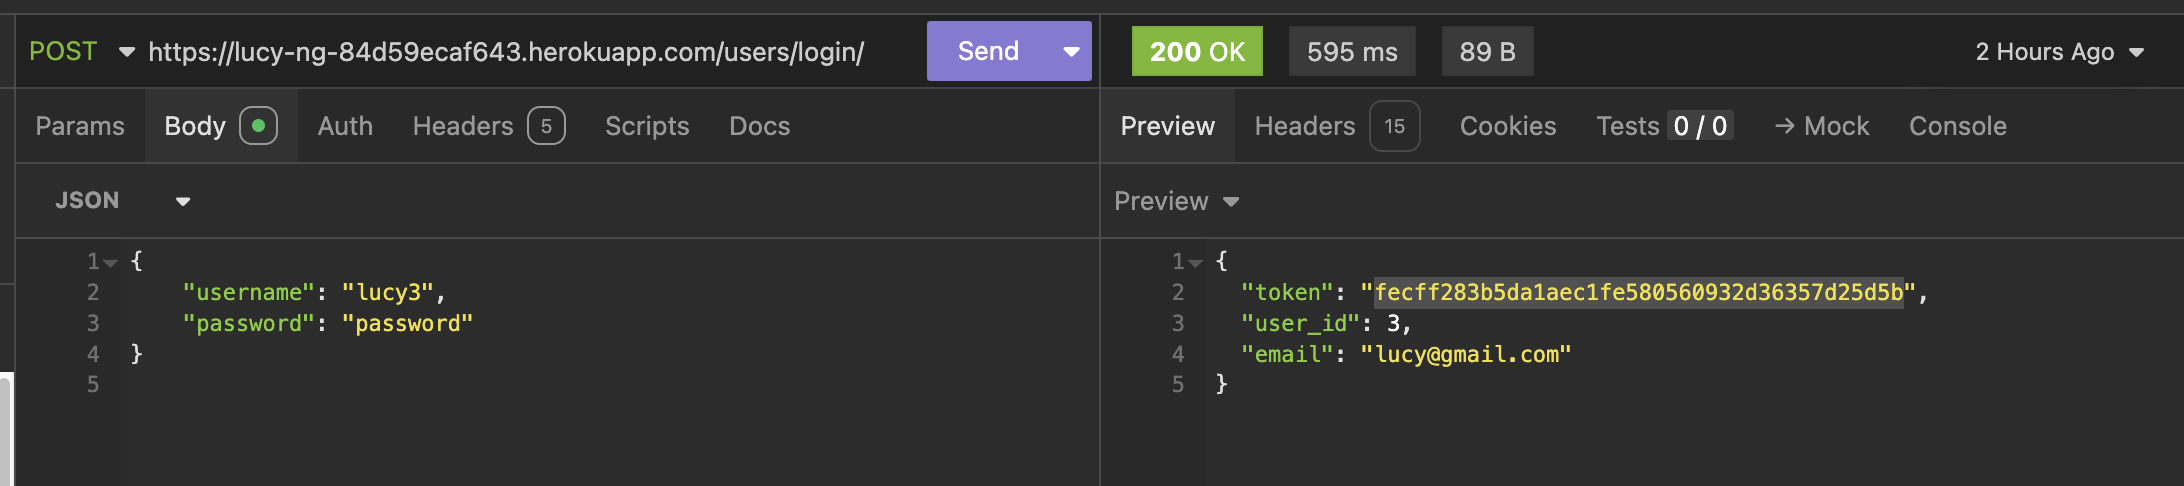 POST https://lucy-ng-84d59ecaf643.herokuapp.com/users/login/ Send
Params Body Auth Headers 5 Scripts Docs
JSON
1 {
2 "username": "lucy3",
3 "password": "password"
4 }
5
200 OK 595 ms 89 B 2 Hours Ago
Preview Headers 15 Cookies Tests 0 / 0 → Mock Console
Preview
1 {
2 "token": "fecff283b5da1aec1fe580560932d36357d25d5b",
3 "user_id": 3,
4 "email": "lucy@gmail.com"
5 }